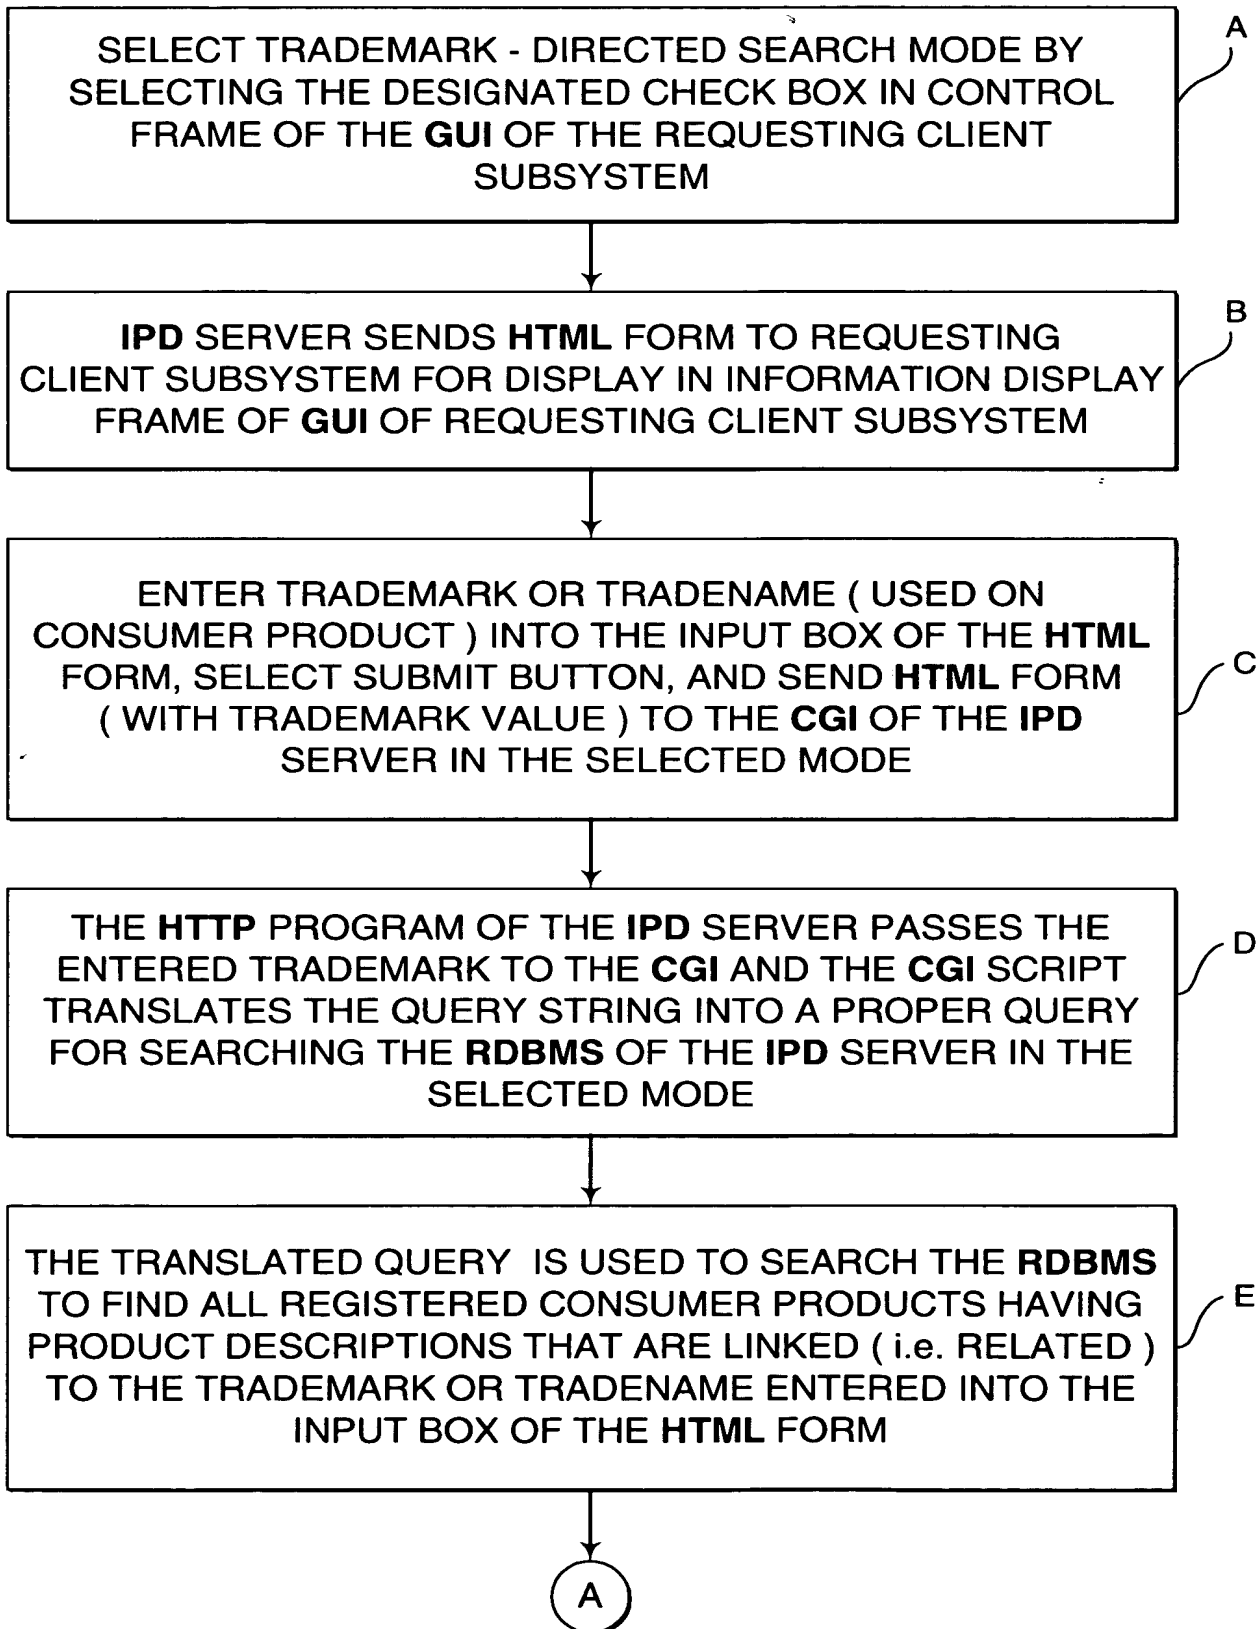 SELECT TRADEMARK - DIRECTED SEARCH MODE BY
SELECTING THE DESIGNATED CHECK BOX IN CONTROL
FRAME OF THE GUI OF THE REQUESTING CLIENT
SUBSYSTEM
A
IPD SERVER SENDS HTML FORM TO REQUESTING
CLIENT SUBSYSTEM FOR DISPLAY IN INFORMATION DISPLAY
FRAME OF GUI OF REQUESTING CLIENT SUBSYSTEM
B
ENTER TRADEMARK OR TRADENAME ( USED ON
CONSUMER PRODUCT ) INTO THE INPUT BOX OF THE HTML
FORM, SELECT SUBMIT BUTTON, AND SEND HTML FORM
( WITH TRADEMARK VALUE ) TO THE CGI OF THE IPD
SERVER IN THE SELECTED MODE
C
THE HTTP PROGRAM OF THE IPD SERVER PASSES THE
ENTERED TRADEMARK TO THE CGI AND THE CGI SCRIPT
TRANSLATES THE QUERY STRING INTO A PROPER QUERY
FOR SEARCHING THE RDBMS OF THE IPD SERVER IN THE
SELECTED MODE
D
THE TRANSLATED QUERY IS USED TO SEARCH THE RDBMS
TO FIND ALL REGISTERED CONSUMER PRODUCTS HAVING
PRODUCT DESCRIPTIONS THAT ARE LINKED ( i.e. RELATED )
TO THE TRADEMARK OR TRADENAME ENTERED INTO THE
INPUT BOX OF THE HTML FORM
E
A